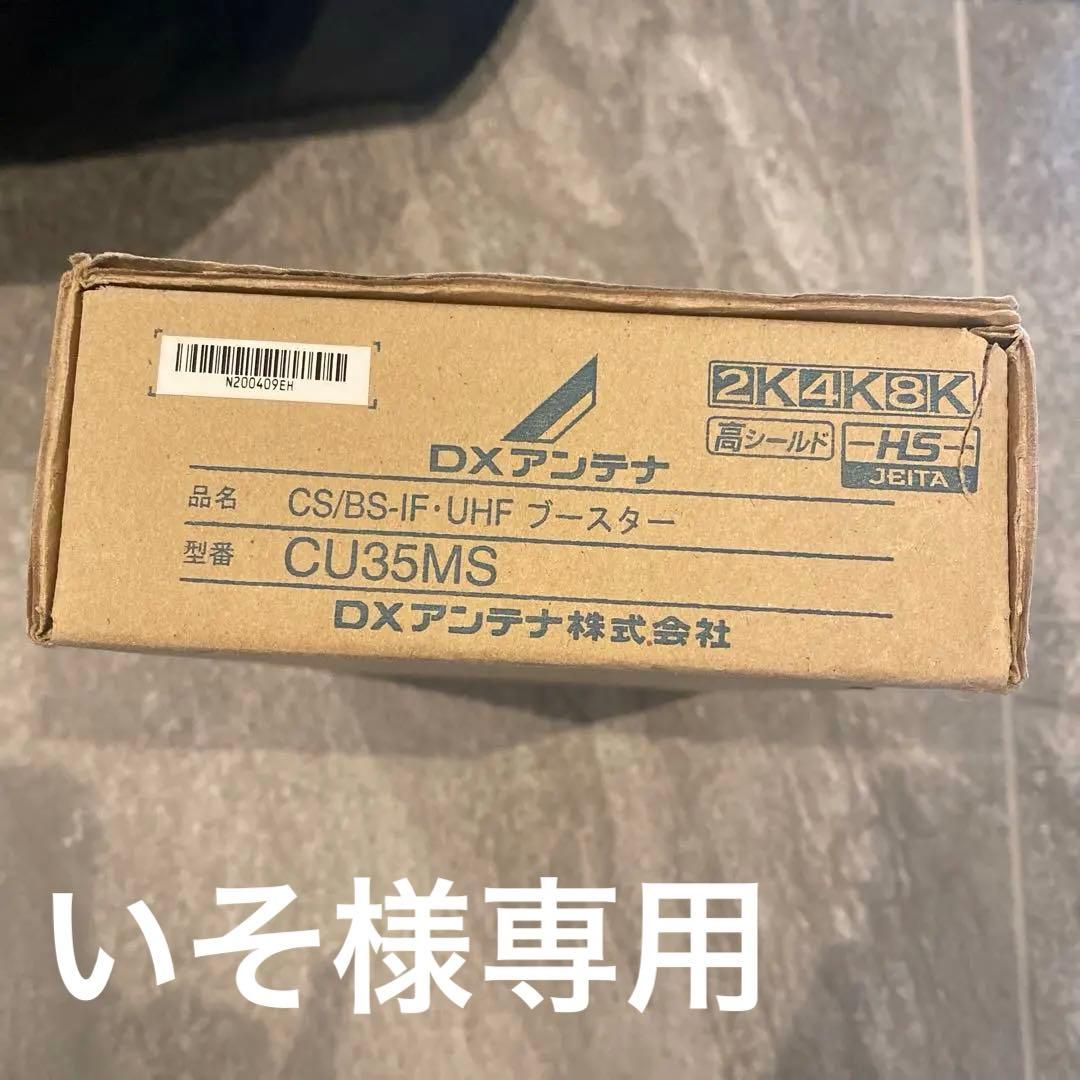 N200409EH
2K4K8K
高シールド
HS
JEITA
DXアンテナ
品名 CS/BS-IF・UHF ブースター
型番 CU35MS
DXアンテナ株式会社
いそ様専用